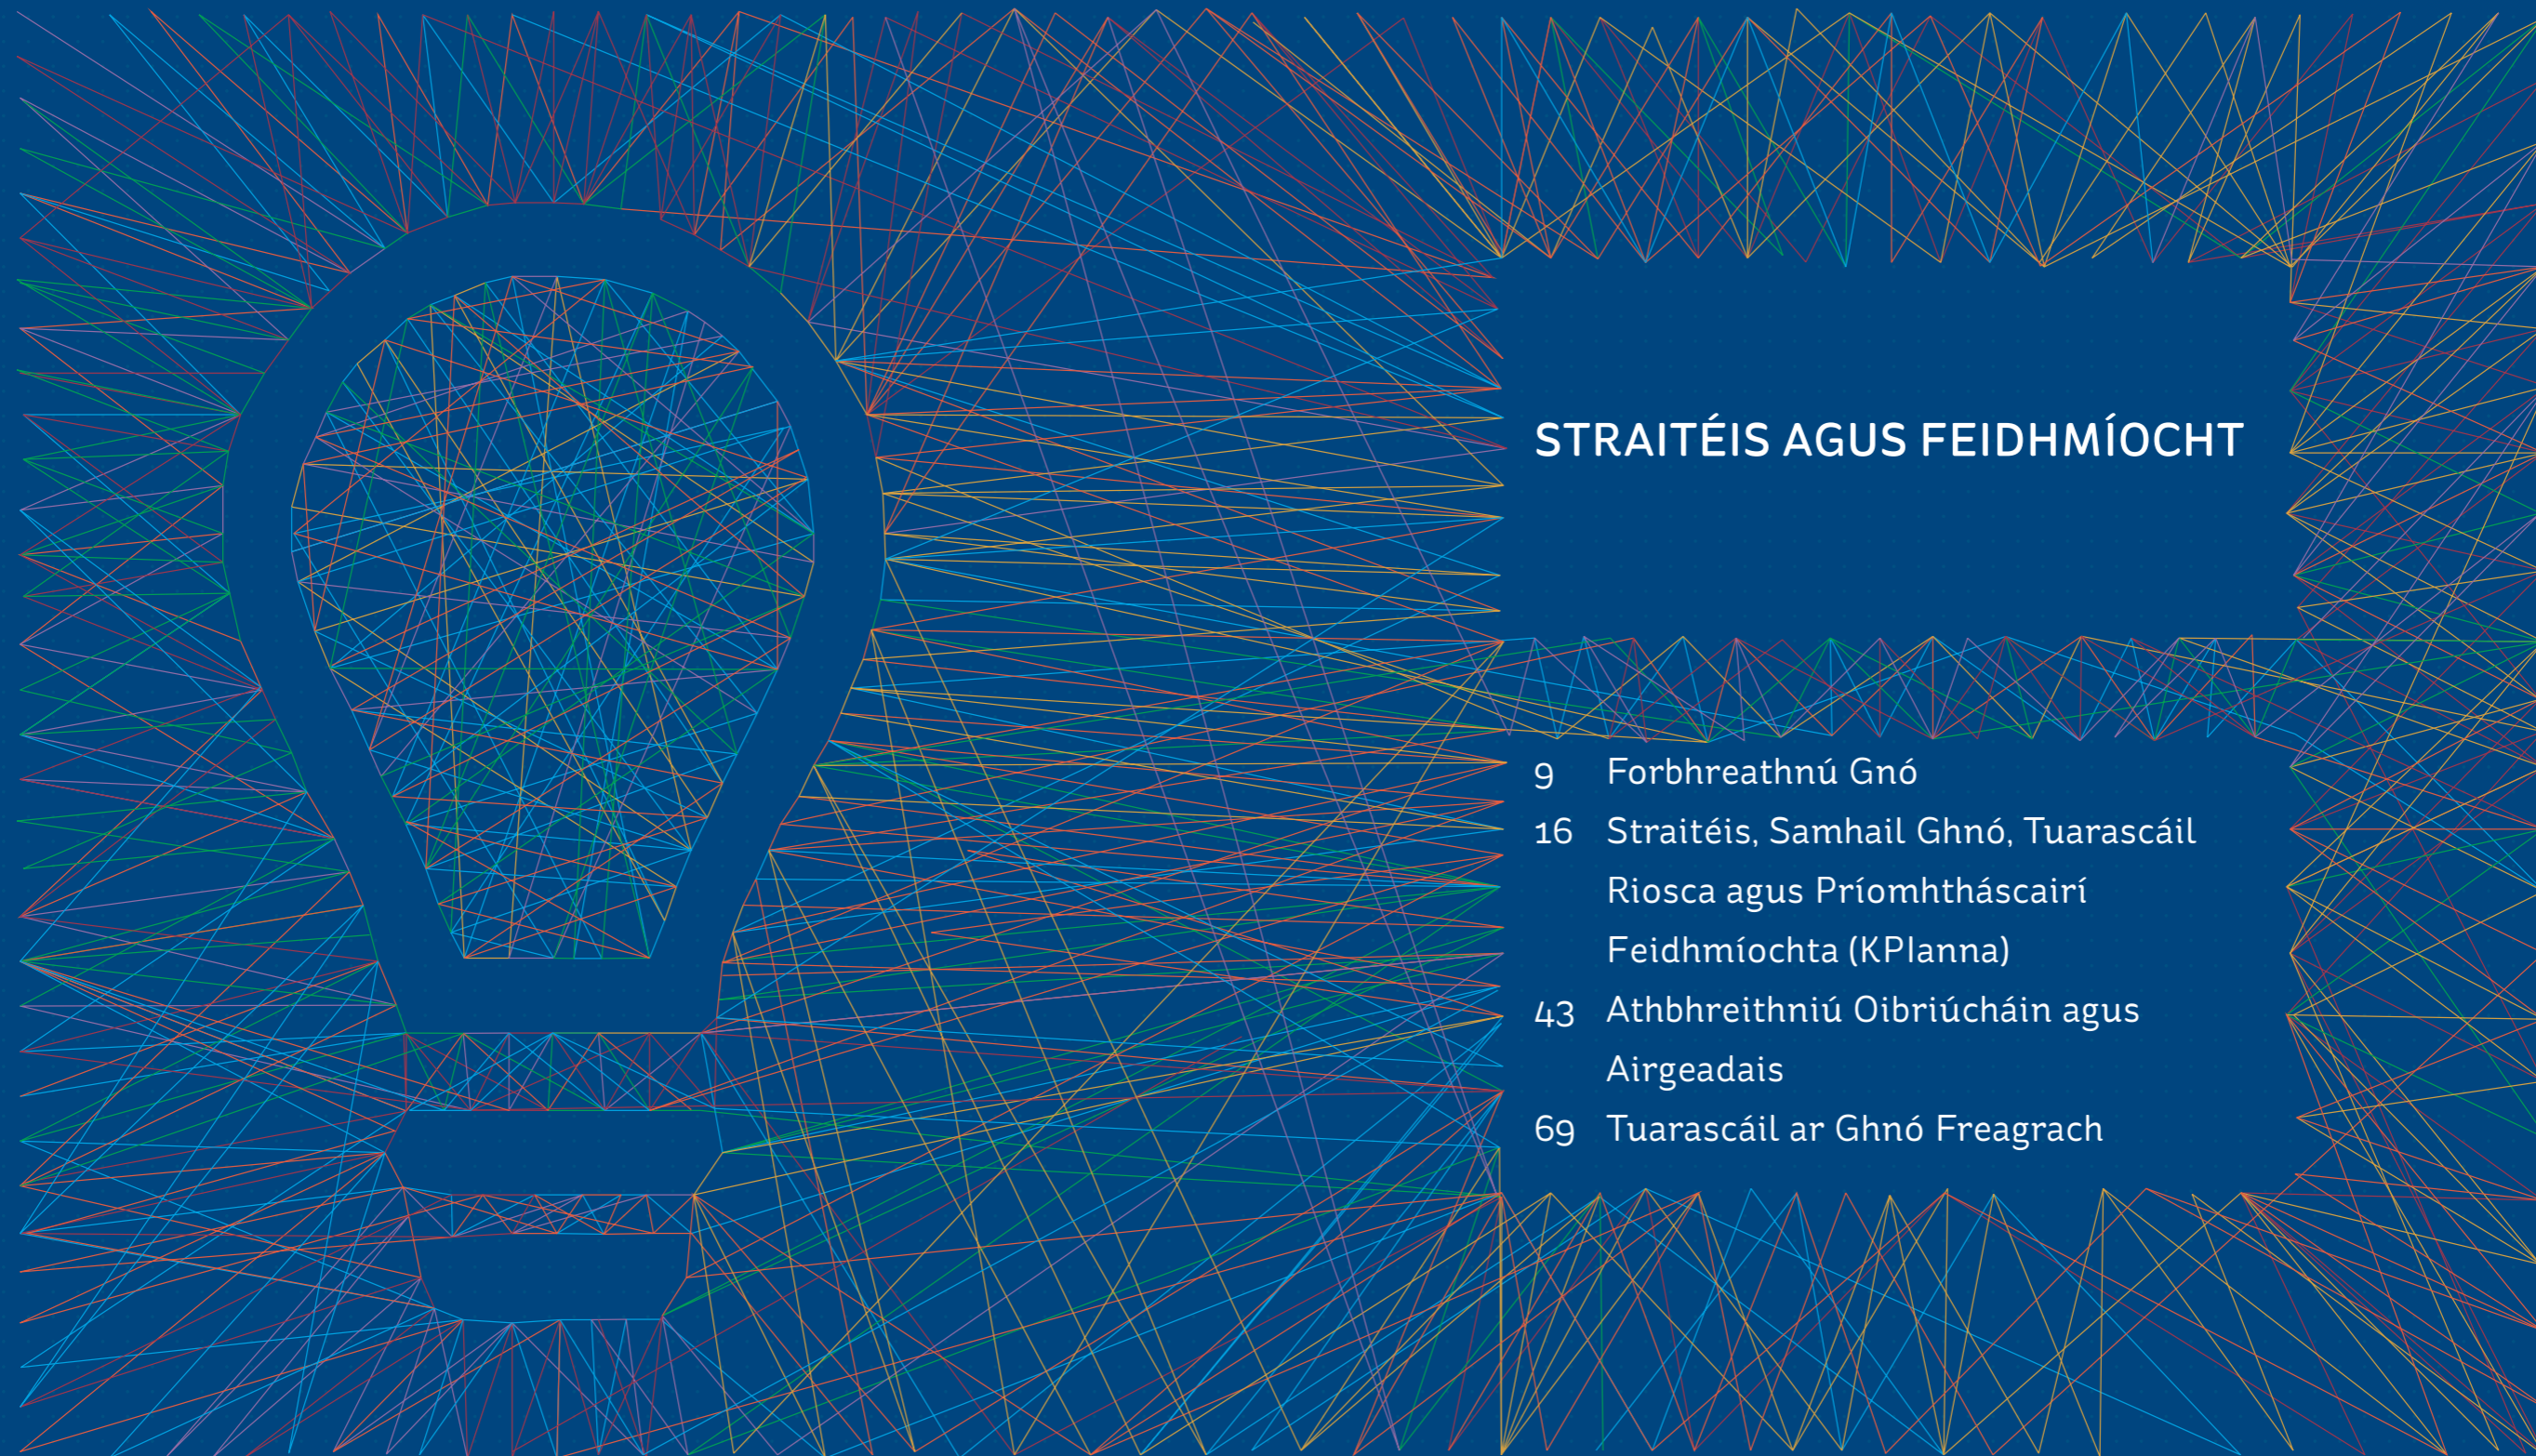 STRAITÉIS AGUS FEIDHMÍOCHT
9 Forbhreathnú Gnó
16 Straitéis, Samhail Ghnó, Tuarascáil
Riosca agus Príomhtháscairí
Feidhmíochta (KPIanna)
43 Athbhreithniú Oibriúcháin agus
Airgeadais
69 Tuarascáil ar Ghnó Freagrach